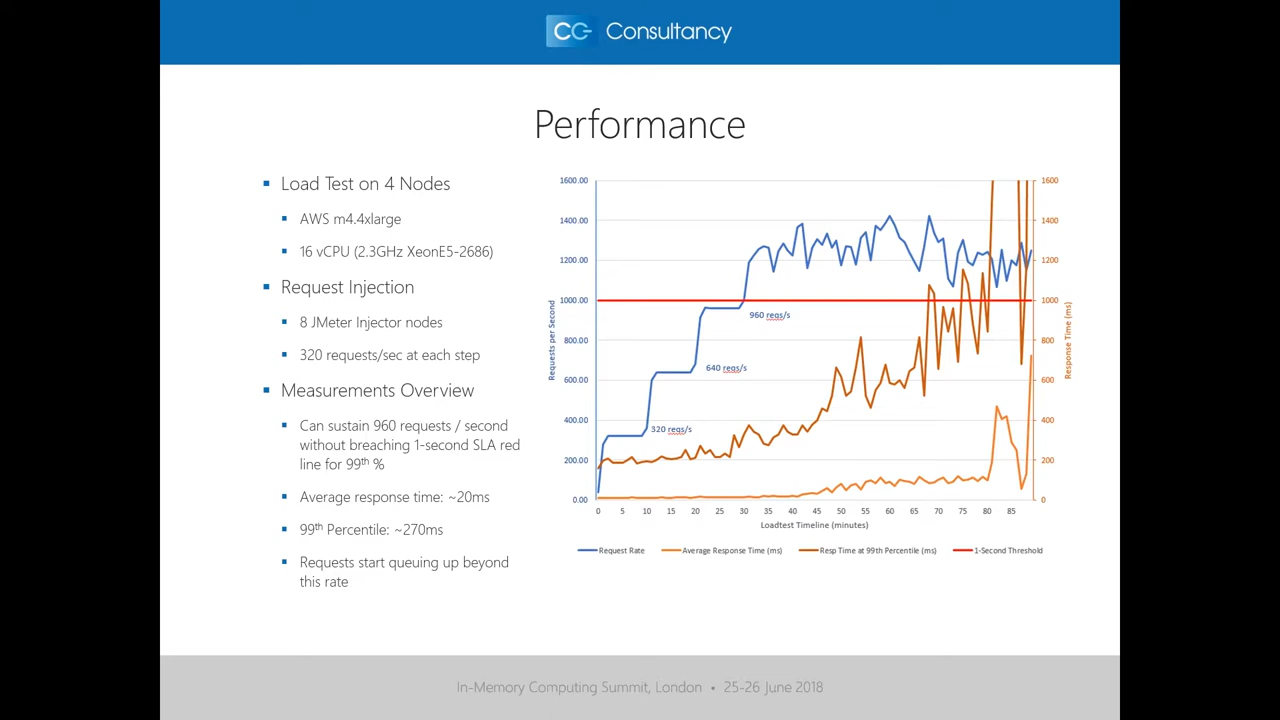 CG Consultancy
Performance
Load Test on 4 Nodes
AWS m4.4xlarge
16 vCPU (2.3GHz XeonE5-2686)
Request Injection
8 JMeter Injector nodes
320 requests/sec at each step
Measurements Overview
Can sustain 960 requests / second
without breaching 1-second SLA red
line for 99th %
Average response time: ~20ms
99th Percentile: ~270ms
Requests start queuing up beyond
this rate
1600.00
1400.00
1200.00
1000.00
800.00
600.00
400.00
200.00
0.00
Requests per Second
960 reqs/s
640 reqs/s
320 reqs/s
1600
1400
1200
1000
800
600
400
200
0
Response Time (ms)
0 5 10 15 20 25 30 35 40 45 50 55 60 65 70 75 80 85
Loadtest Timeline (minutes)
Request Rate Average Response Time (ms) Resp Time at 99th Percentile (ms) 1-Second Threshold
In-Memory Computing Summit, London • 25-26 June 2018